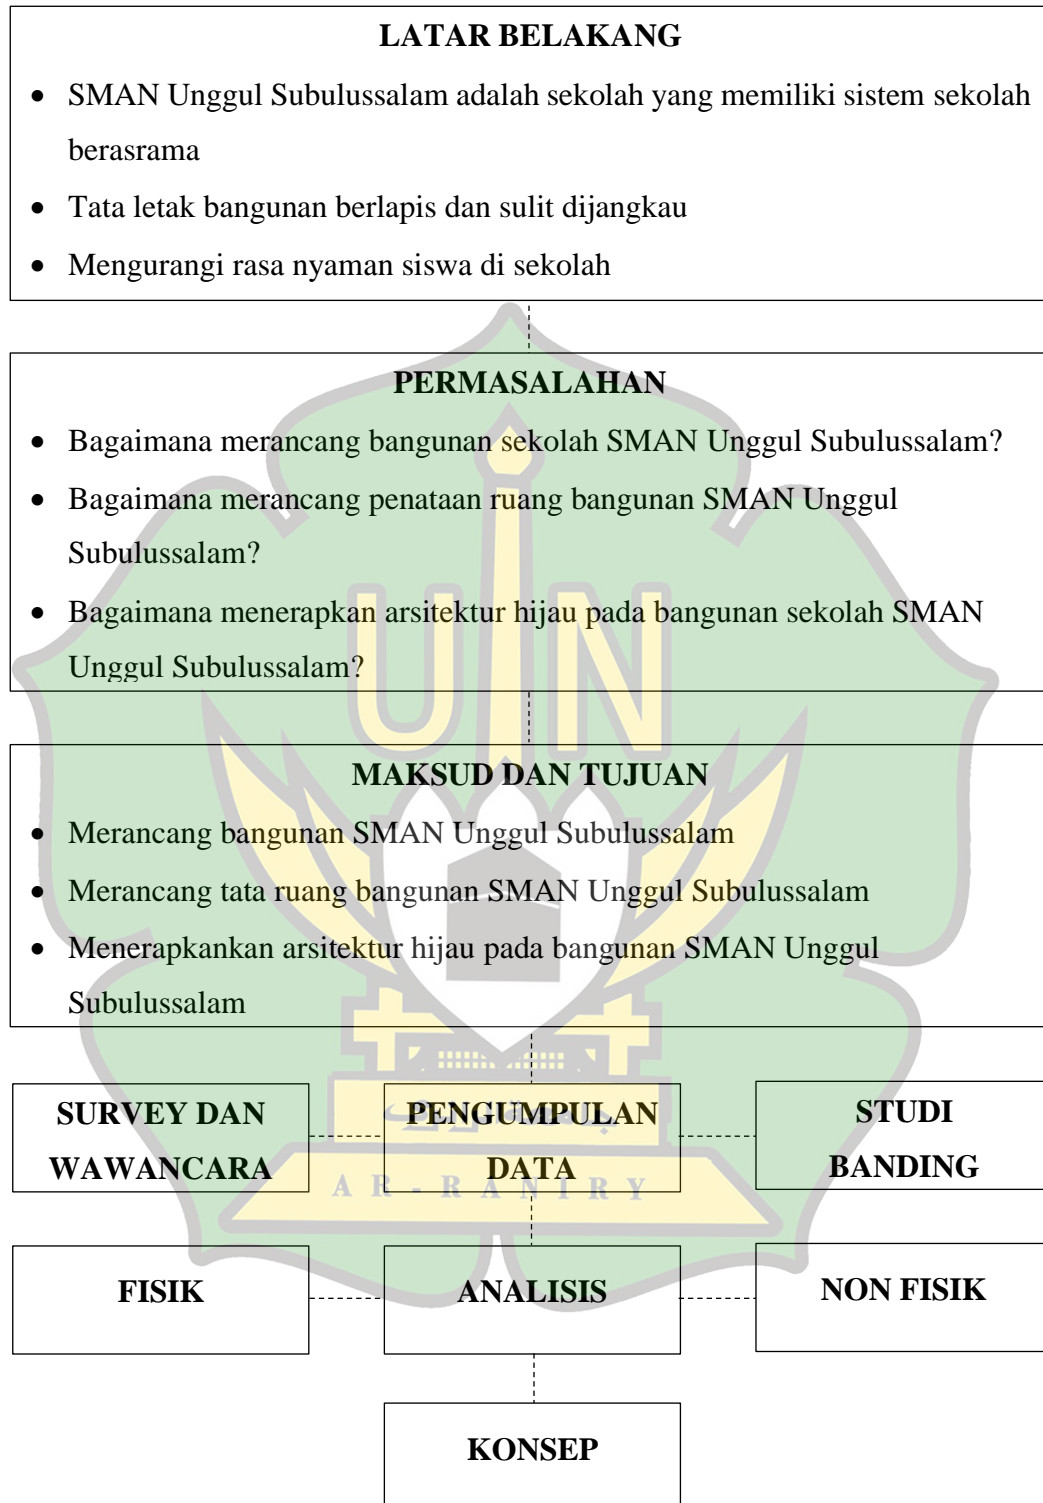 LATAR BELAKANG
• SMAN Unggul Subulussalam adalah sekolah yang memiliki sistem sekolah
berasrama
• Tata letak bangunan berlapis dan sulit dijangkau
• Mengurangi rasa nyaman siswa di sekolah
PERMASALAHAN
• Bagaimana merancang bangunan sekolah SMAN Unggul Subulussalam?
• Bagaimana merancang penataan ruang bangunan SMAN Unggul
Subulussalam?
• Bagaimana menerapkan arsitektur hijau pada bangunan sekolah SMAN
Unggul Subulussalam?
UIN
MAKSUD DAN TUJUAN
• Merancang bangunan SMAN Unggul Subulussalam
• Merancang tata ruang bangunan SMAN Unggul Subulussalam
• Menerapkankan arsitektur hijau pada bangunan SMAN Unggul
Subulussalam
SURVEY DAN
WAWANCARA
PENGUMPULAN
DATA
STUDI
BANDING
AR-RANIRY
FISIK
ANALISIS
NON FISIK
KONSEP